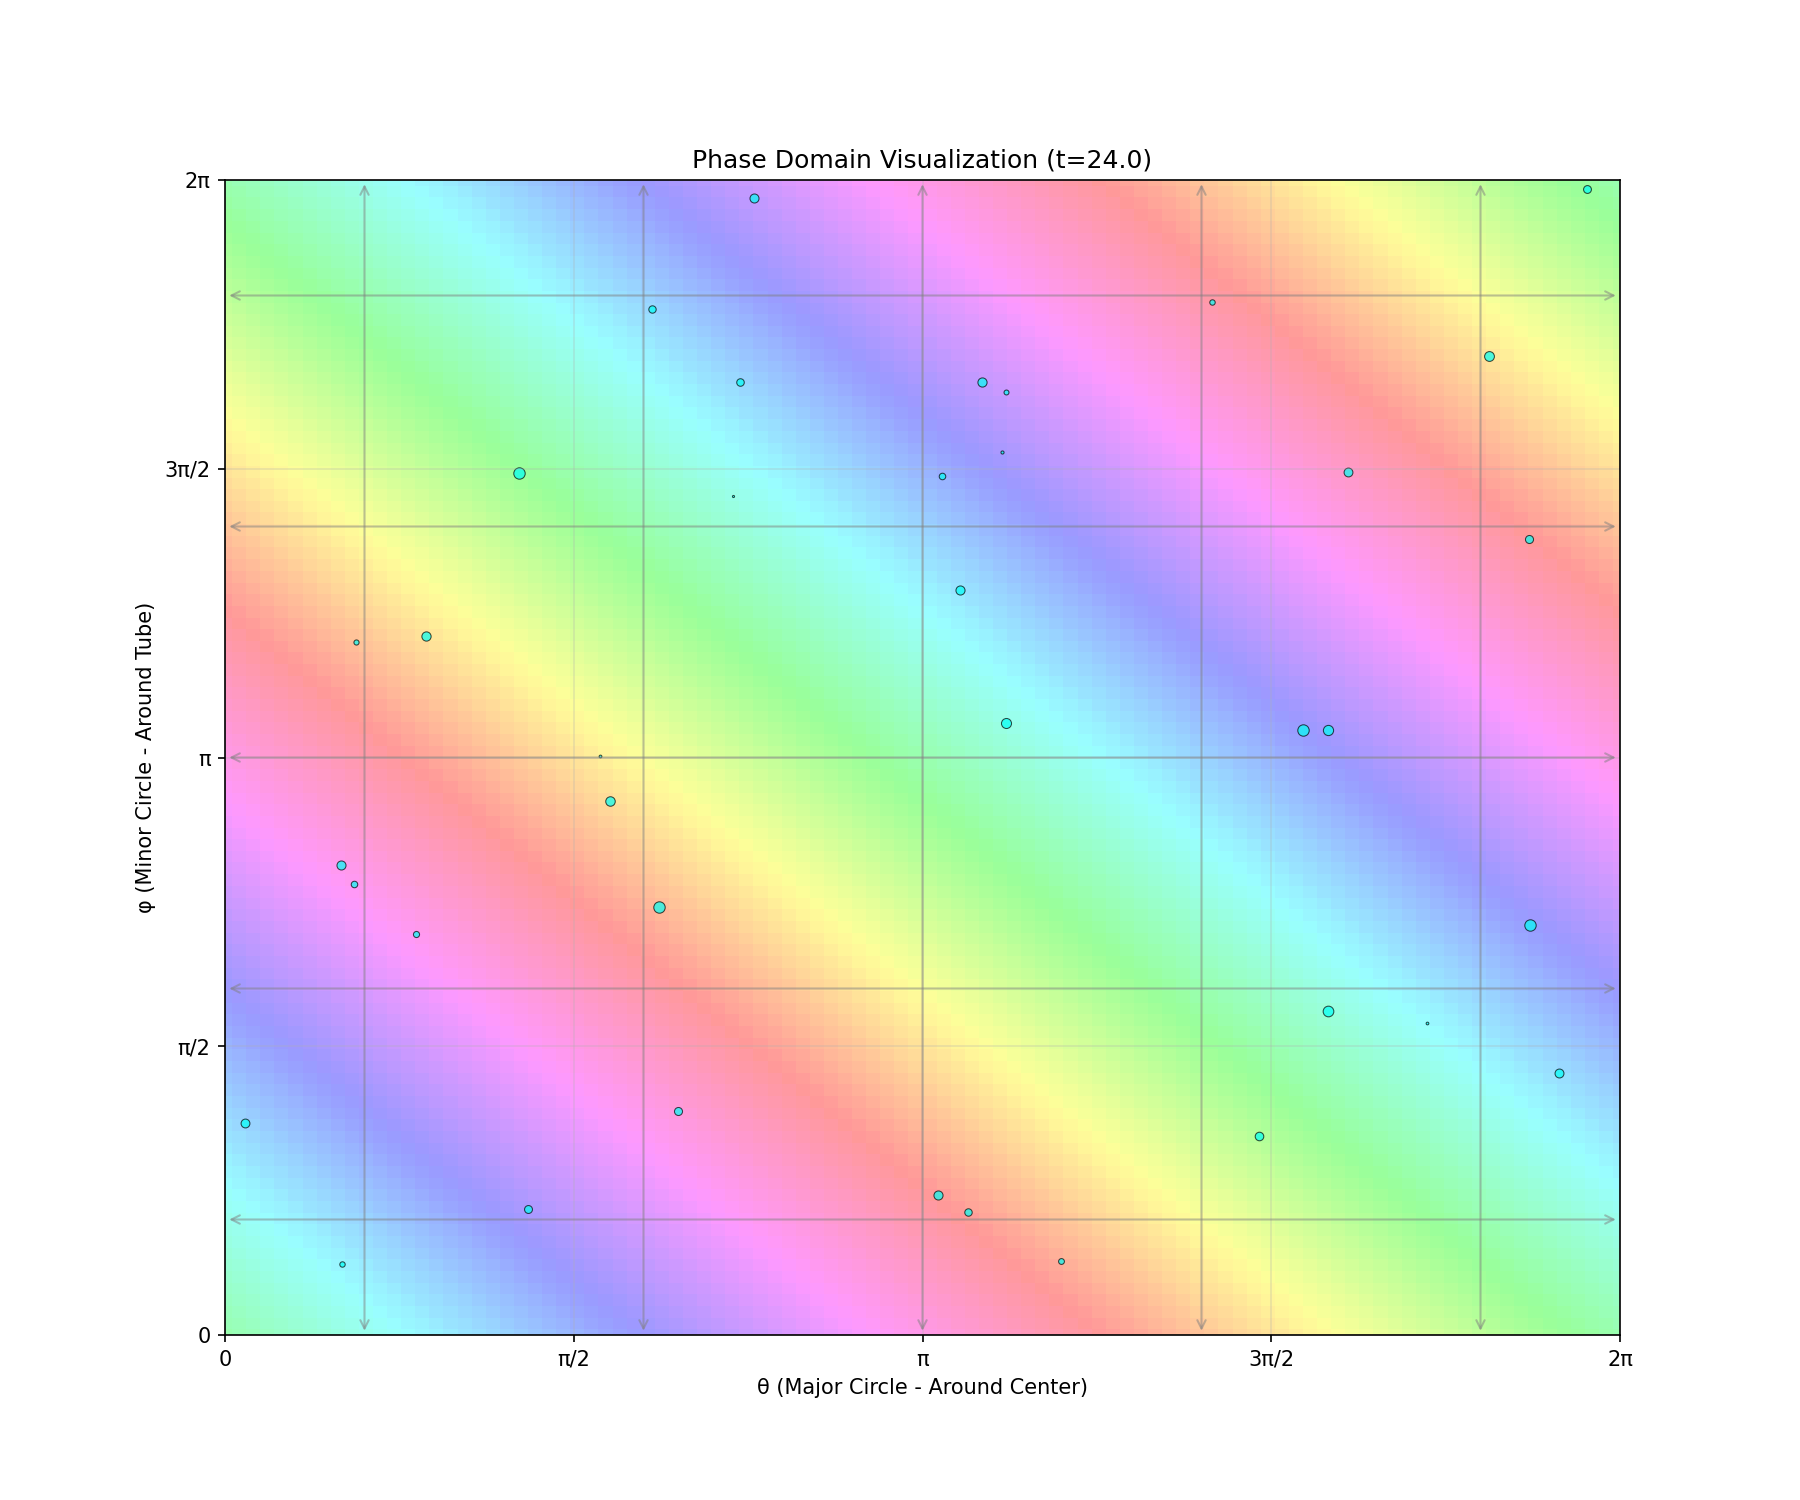 Phase Domain Visualization (t=24.0)
2π
3π/2
π
π/2
0
φ (Minor Circle - Around Tube)
0 π/2 π 3π/2 2π
θ (Major Circle - Around Center)